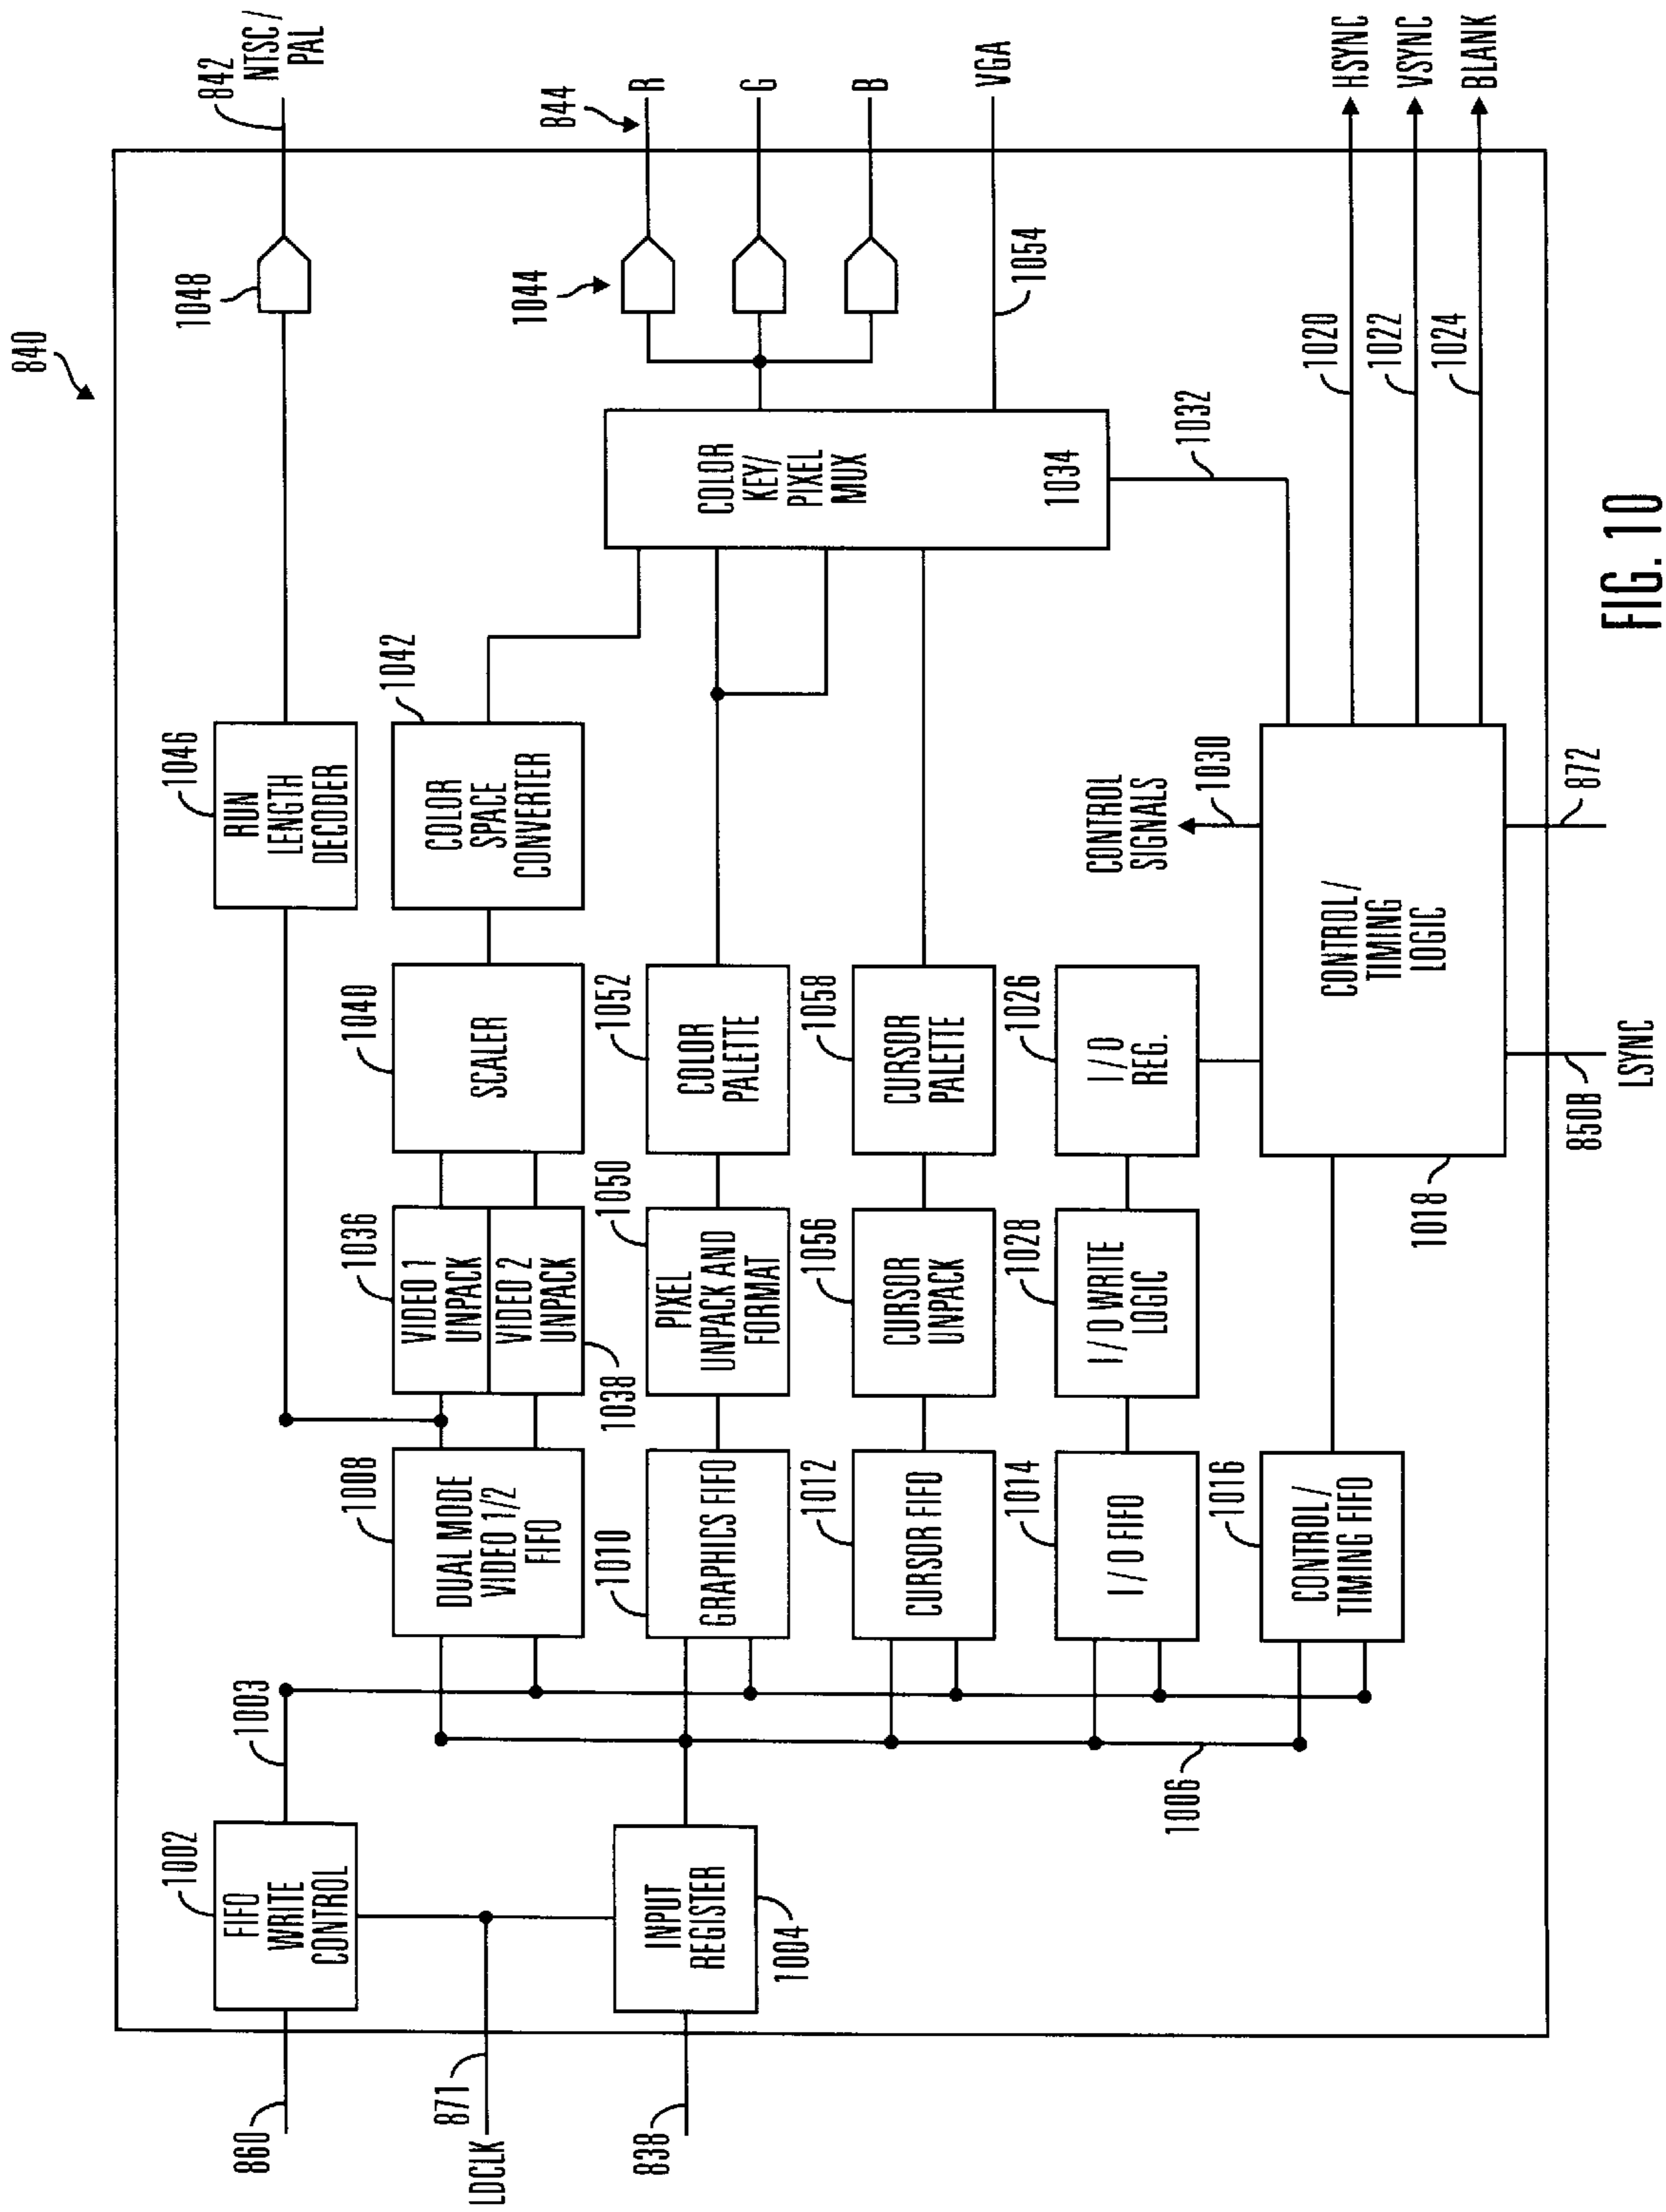 840
860
LDCLK
871
838
1002
FIFO
WRITE
CONTROL
1003
INPUT
REGISTER
1004
1006
1008
DUAL MODE
VIDEO 1/2
FIFO
1010
GRAPHICS FIFO
1012
CURSOR FIFO
1014
I/O FIFO
1016
CONTROL/
TIMING FIFO
1036
VIDEO 1
UNPACK
VIDEO 2
UNPACK
1038
1050
PIXEL
UNPACK AND
FORMAT
1056
CURSOR
UNPACK
1028
I/O WRITE
LOGIC
1040
SCALER
1052
COLOR
PALETTE
1058
CURSOR
PALETTE
1026
I/O
REG.
1018
CONTROL/
TIMING
LOGIC
850B
LSYNC
872
CONTROL
SIGNALS
1030
1046
RUN
LENGTH
DECODER
1042
COLOR
SPACE
CONVERTER
COLOR
KEY/
PIXEL
MUX
1034
1032
1048
1044
1054
1020
1022
1024
842
NTSC/
PAL
844
R
G
B
VGA
HSYNC
VSYNC
BLANK
FIG. 10